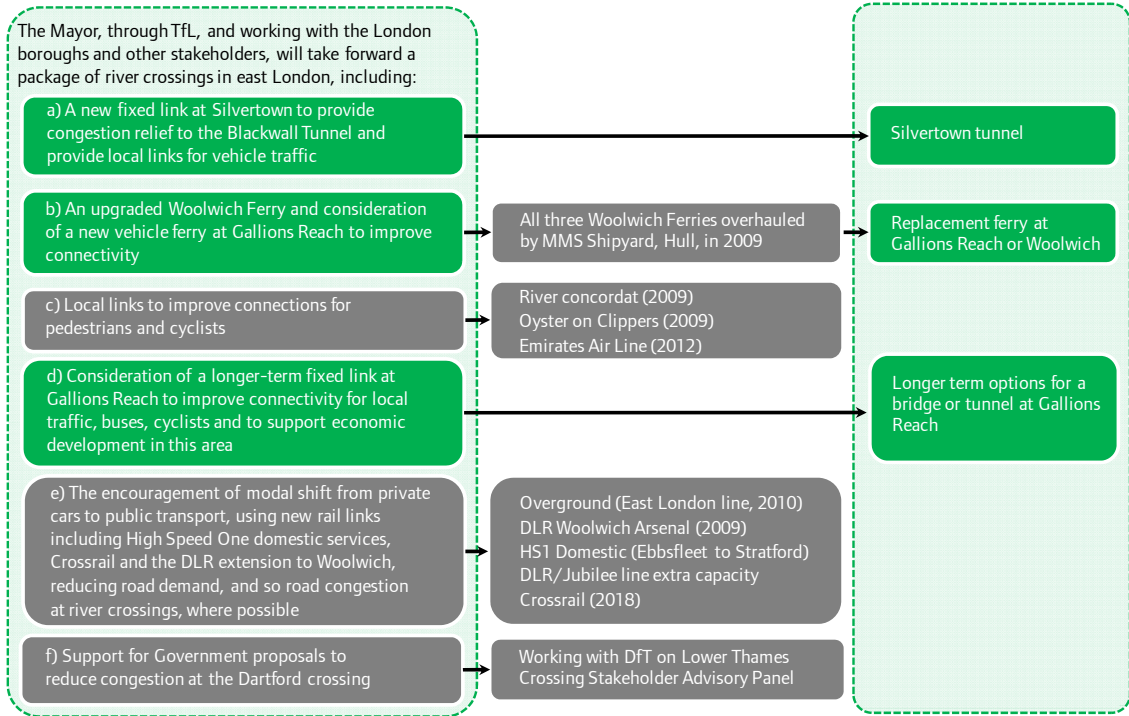 The Mayor, through TfL, and working with the London
boroughs and other stakeholders, will take forward a
package of river crossings in east London, including:
a) A new fixed link at Silvertown to provide
congestion relief to the Blackwall Tunnel and
provide local links for vehicle traffic
Silvertown tunnel
b) An upgraded Woolwich Ferry and consideration
of a new vehicle ferry at Gallions Reach to improve
connectivity
All three Woolwich Ferries overhauled
by MMS Shipyard, Hull, in 2009
Replacement ferry at
Gallions Reach or Woolwich
c) Local links to improve connections for
pedestrians and cyclists
River concordat (2009)
Oyster on Clippers (2009)
Emirates Air Line (2012)
d) Consideration of a longer-term fixed link at
Gallions Reach to improve connectivity for local
traffic, buses, cyclists and to support economic
development in this area
Longer term options for a
bridge or tunnel at Gallions
Reach
e) The encouragement of modal shift from private
cars to public transport, using new rail links
including High Speed One domestic services,
Crossrail and the DLR extension to Woolwich,
reducing road demand, and so road congestion
at river crossings, where possible
Overground (East London line, 2010)
DLR Woolwich Arsenal (2009)
HS1 Domestic (Ebbsfleet to Stratford)
DLR/Jubilee line extra capacity
Crossrail (2018)
f) Support for Government proposals to
reduce congestion at the Dartford crossing
Working with DfT on Lower Thames
Crossing Stakeholder Advisory Panel